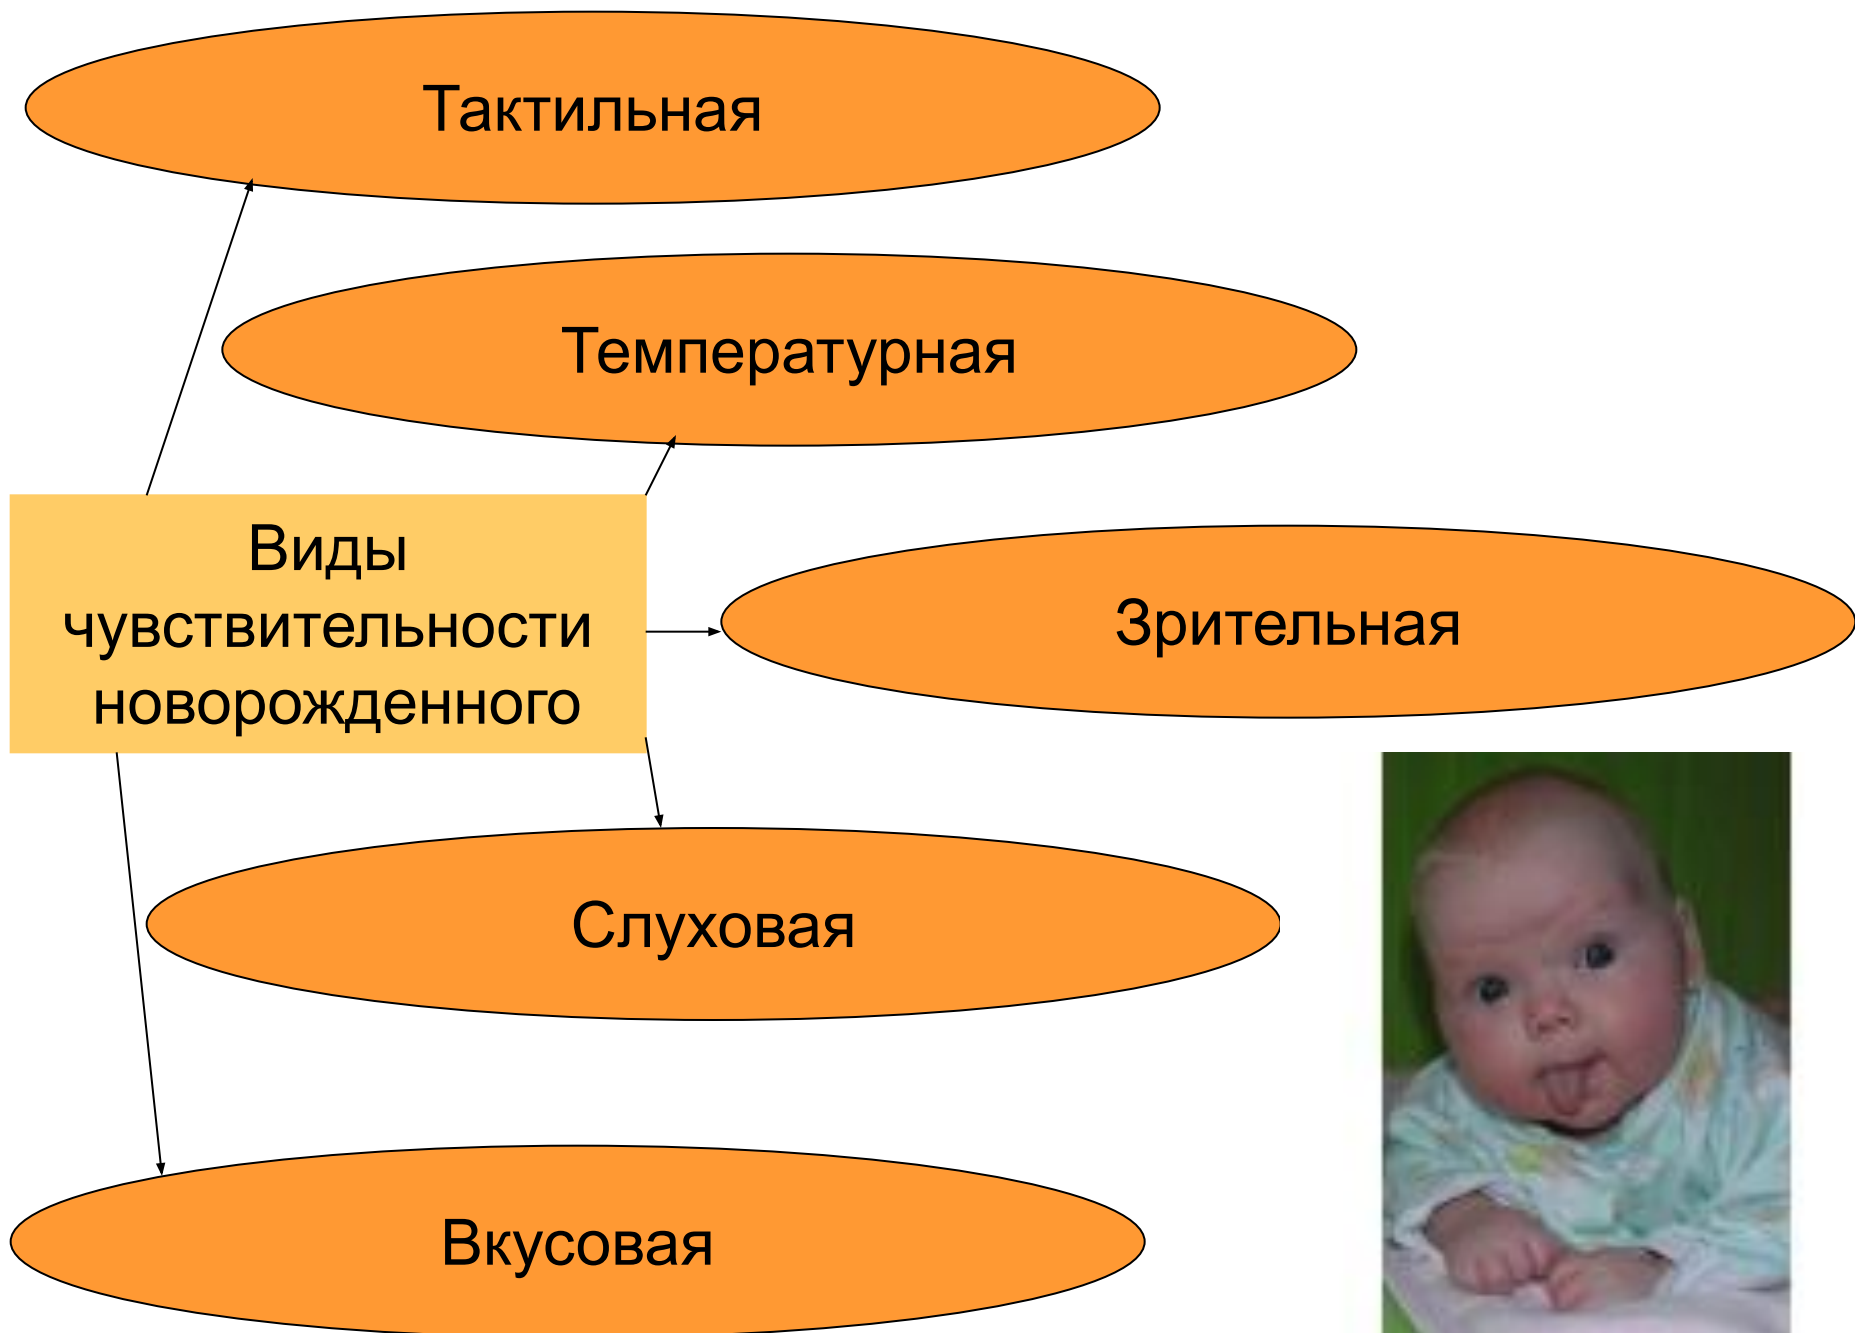 Тактильная
Температурная
Виды
чувствительности
новорожденного
Зрительная
Слуховая
Вкусовая